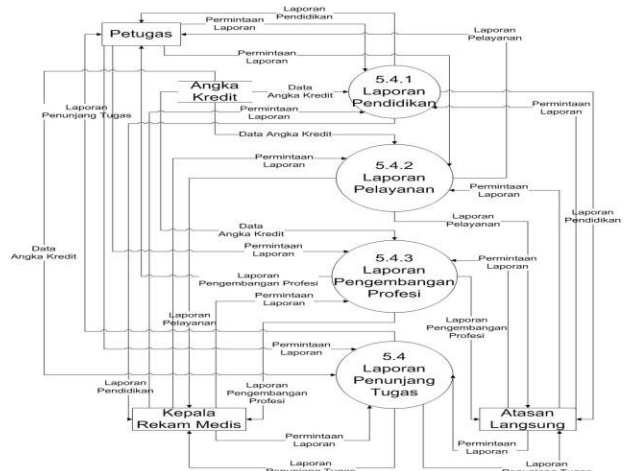 Laporan
Pendidikan
Petugas
Permintaan
Laporan
Laporan
Pelayanan
Permintaan
Laporan
5.4.1
Laporan
Pendidikan
Angka
Kredit
Data
Angka Kredit
Laporan
Penunjang Tugas
Permintaan
Laporan
Permintaan
Laporan
Data Angka Kredit
5.4.2
Laporan
Pelayanan
Permintaan
Laporan
Permintaan
Laporan
Laporan
Pelayanan
Laporan
Pendidikan
Data
Angka Kredit
Data
Angka Kredit
Permintaan
Laporan
5.4.3
Laporan
Pengembangan
Profesi
Permintaan
Laporan
Laporan
Pengembangan Profesi
Permintaan
Laporan
Laporan
Pelayanan
Laporan
Pengembangan
Profesi
Permintaan
Laporan
5.4
Laporan
Penunjang
Tugas
Laporan
Pendidikan
Laporan
Pengembangan
Profesi
Kepala
Rekam Medis
Atasan
Langsung
Permintaan
Laporan
Permintaan
Laporan
Laporan
Penunjang Tugas
Laporan
Penunjang Tugas